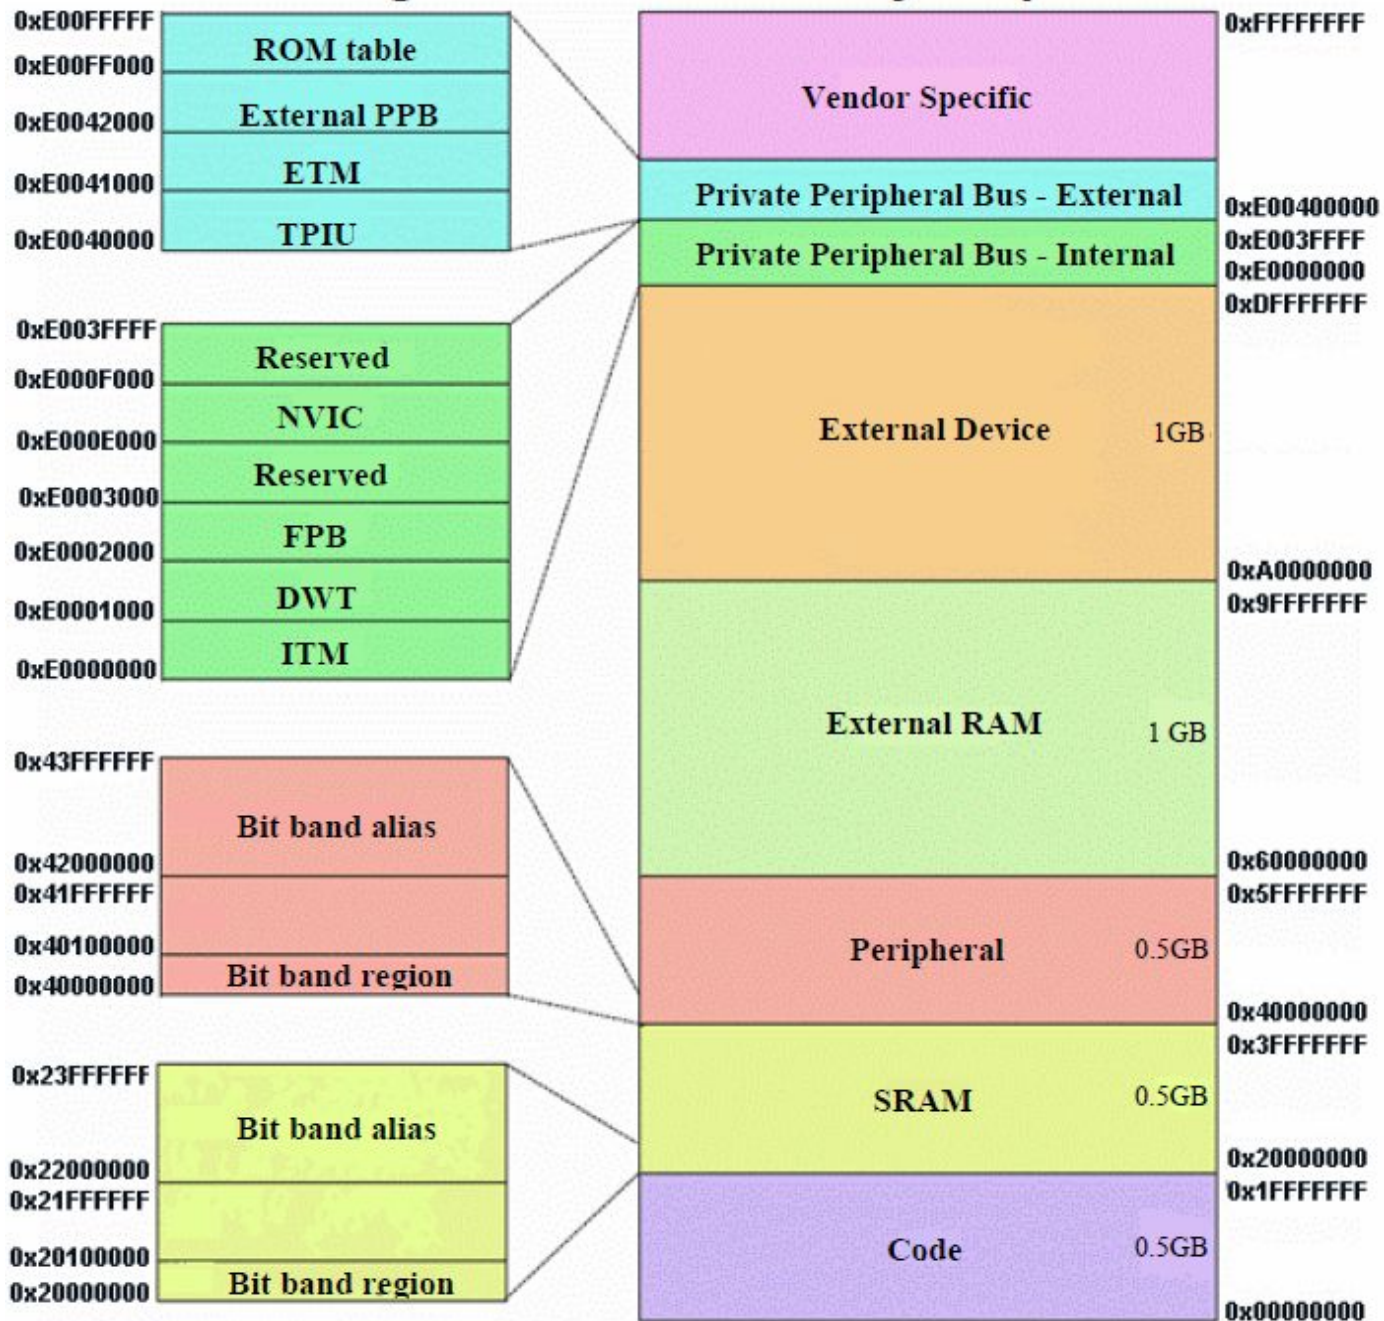 0xE00FFFFF
ROM table
0xE00FF000
External PPB
0xE0042000
ETM
0xE0041000
TPIU
0xE0040000
0xE003FFFF
Reserved
0xE000F000
NVIC
0xE000E000
Reserved
0xE0003000
FPB
0xE0002000
DWT
0xE0001000
ITM
0xE0000000
0x43FFFFFF
Bit band alias
0x42000000
0x41FFFFFF
0x40100000
Bit band region
0x40000000
0x23FFFFFF
Bit band alias
0x22000000
0x21FFFFFF
0x20100000
Bit band region
0x20000000
0xFFFFFFFF
Vendor Specific
Private Peripheral Bus - External
0xE00400000
0xE003FFFF
Private Peripheral Bus - Internal
0xE0000000
0xDFFFFFFF
External Device 1GB
0xA0000000
0x9FFFFFFF
External RAM 1 GB
0x60000000
0x5FFFFFFF
Peripheral 0.5GB
0x40000000
0x3FFFFFFF
SRAM 0.5GB
0x20000000
0x1FFFFFFF
Code 0.5GB
0x00000000